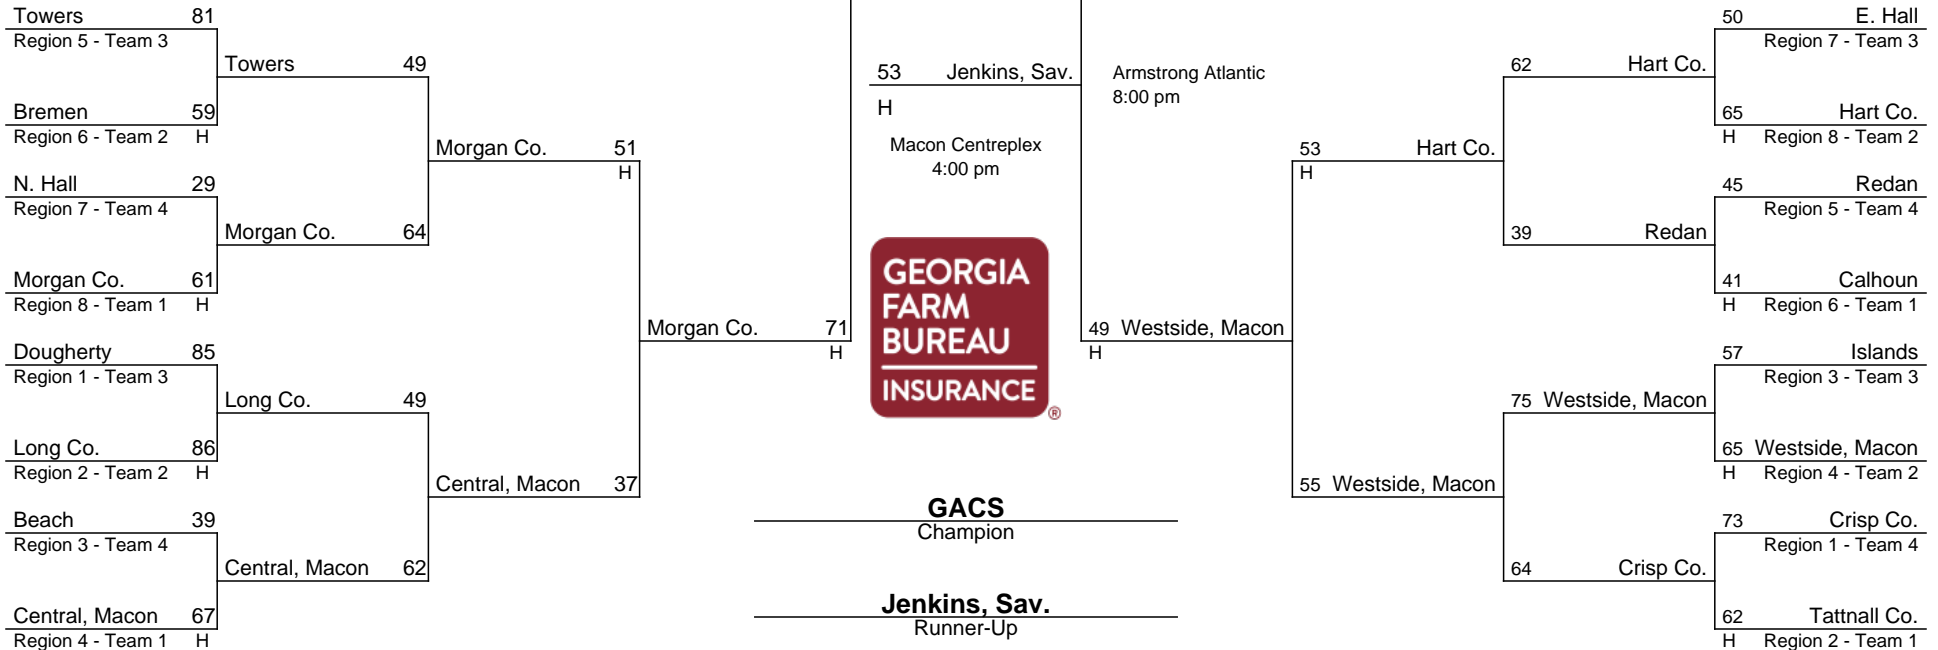 Towers 81
Region 5 - Team 3
Towers 49
Bremen 59
Region 6 - Team 2 H
Morgan Co. 51
H
N. Hall 29
Region 7 - Team 4
Morgan Co. 64
Morgan Co. 61
Region 8 - Team 1 H
Morgan Co. 71
H
Dougherty 85
Region 1 - Team 3
Long Co. 49
Long Co. 86
Region 2 - Team 2 H
Central, Macon 37
Beach 39
Region 3 - Team 4
Central, Macon 62
Central, Macon 67
Region 4 - Team 1 H
53 Jenkins, Sav.
H
Macon Centreplex
4:00 pm
Armstrong Atlantic
8:00 pm
GEORGIA
FARM
BUREAU
INSURANCE
®
GACS
Champion
Jenkins, Sav.
Runner-Up
50 E. Hall
Region 7 - Team 3
62 Hart Co.
65 Hart Co.
H Region 8 - Team 2
53 Hart Co.
H
45 Redan
Region 5 - Team 4
39 Redan
41 Calhoun
H Region 6 - Team 1
49 Westside, Macon
H
57 Islands
Region 3 - Team 3
75 Westside, Macon
65 Westside, Macon
H Region 4 - Team 2
55 Westside, Macon
73 Crisp Co.
Region 1 - Team 4
64 Crisp Co.
62 Tattnall Co.
H Region 2 - Team 1